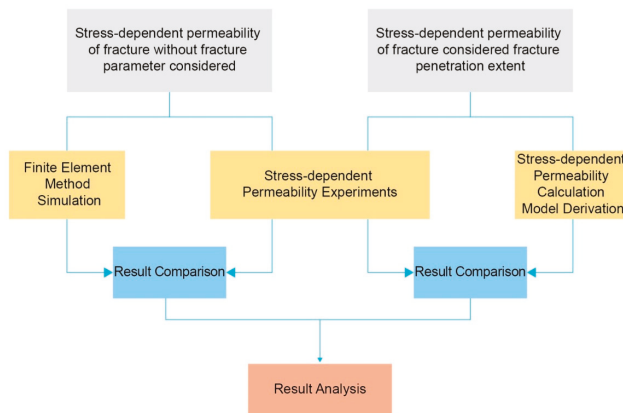 Stress-dependent permeability
of fracture without fracture
parameter considered
Stress-dependent permeability
of fracture considered fracture
penetration extent
Finite Element
Method
Simulation
Stress-dependent
Permeability Experiments
Stress-dependent
Permeability
Calculation
Model Derivation
Result Comparison
Result Comparison
Result Analysis